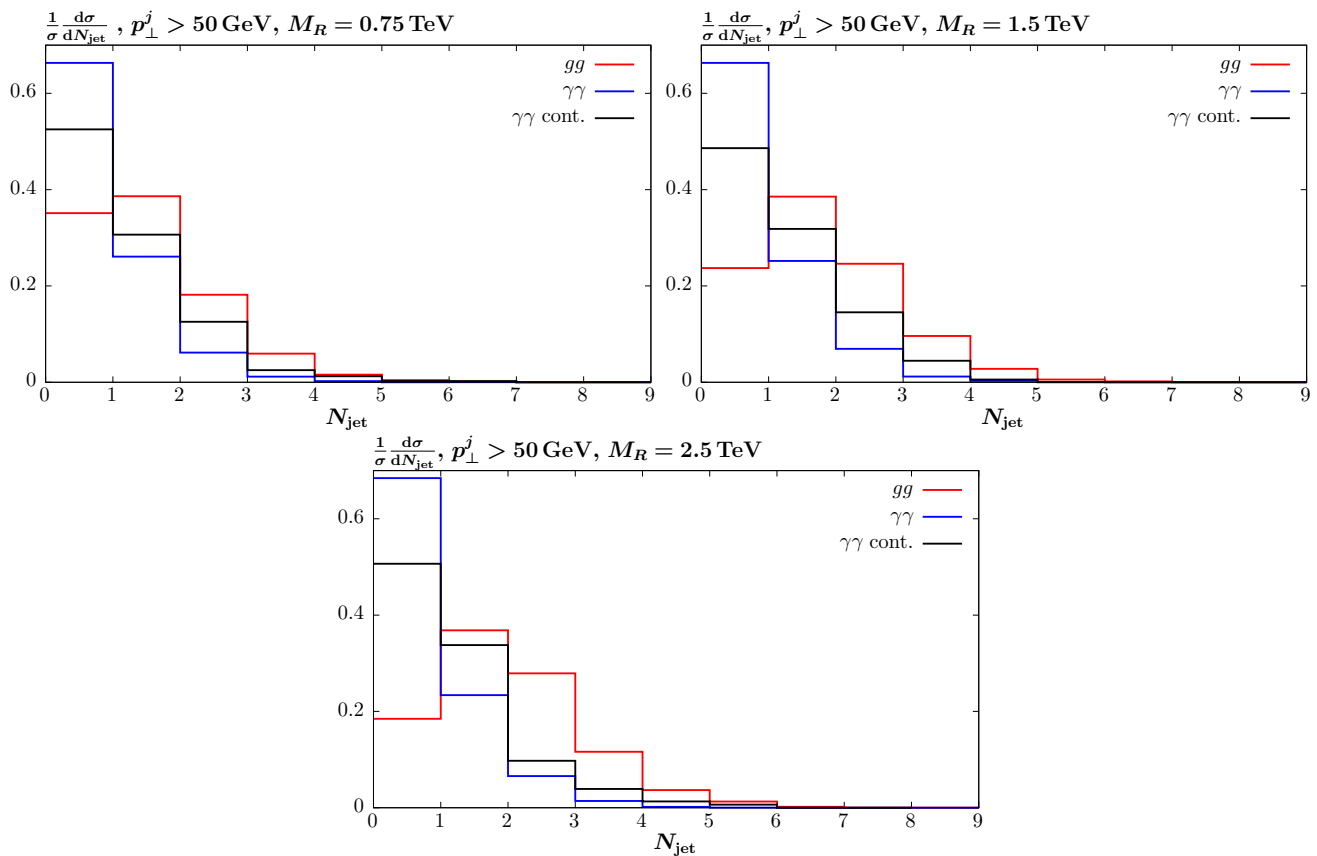 1/σ dσ/dN_jet , p_⊥^j > 50 GeV, M_R = 0.75 TeV
gg
γγ
γγ cont.
0.6
0.4
0.2
0
0 1 2 3 4 5 6 7 8 9
N_jet
1/σ dσ/dN_jet, p_⊥^j > 50 GeV, M_R = 1.5 TeV
gg
γγ
γγ cont.
0.6
0.4
0.2
0
0 1 2 3 4 5 6 7 8 9
N_jet
1/σ dσ/dN_jet, p_⊥^j > 50 GeV, M_R = 2.5 TeV
gg
γγ
γγ cont.
0.6
0.4
0.2
0
0 1 2 3 4 5 6 7 8 9
N_jet